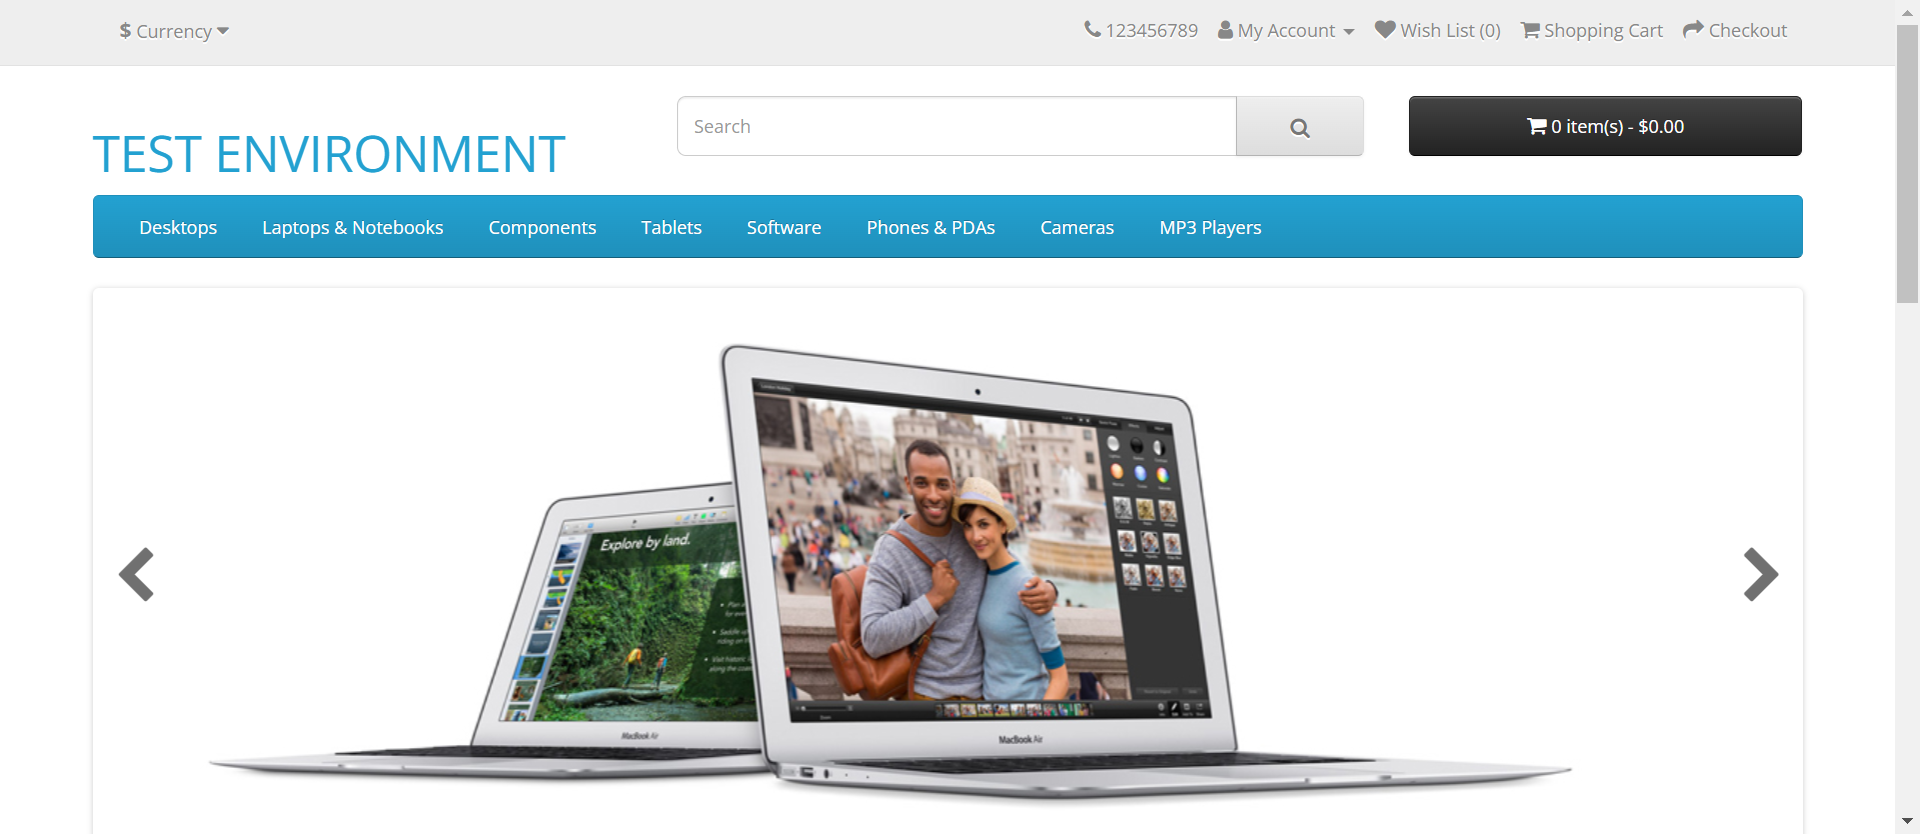 $ Currency
123456789 My Account Wish List (0) Shopping Cart Checkout
TEST ENVIRONMENT
Search
0 item(s) - $0.00
Desktops Laptops & Notebooks Components Tablets Software Phones & PDAs Cameras MP3 Players
Explore by land.
MacBook Air
MacBook Air